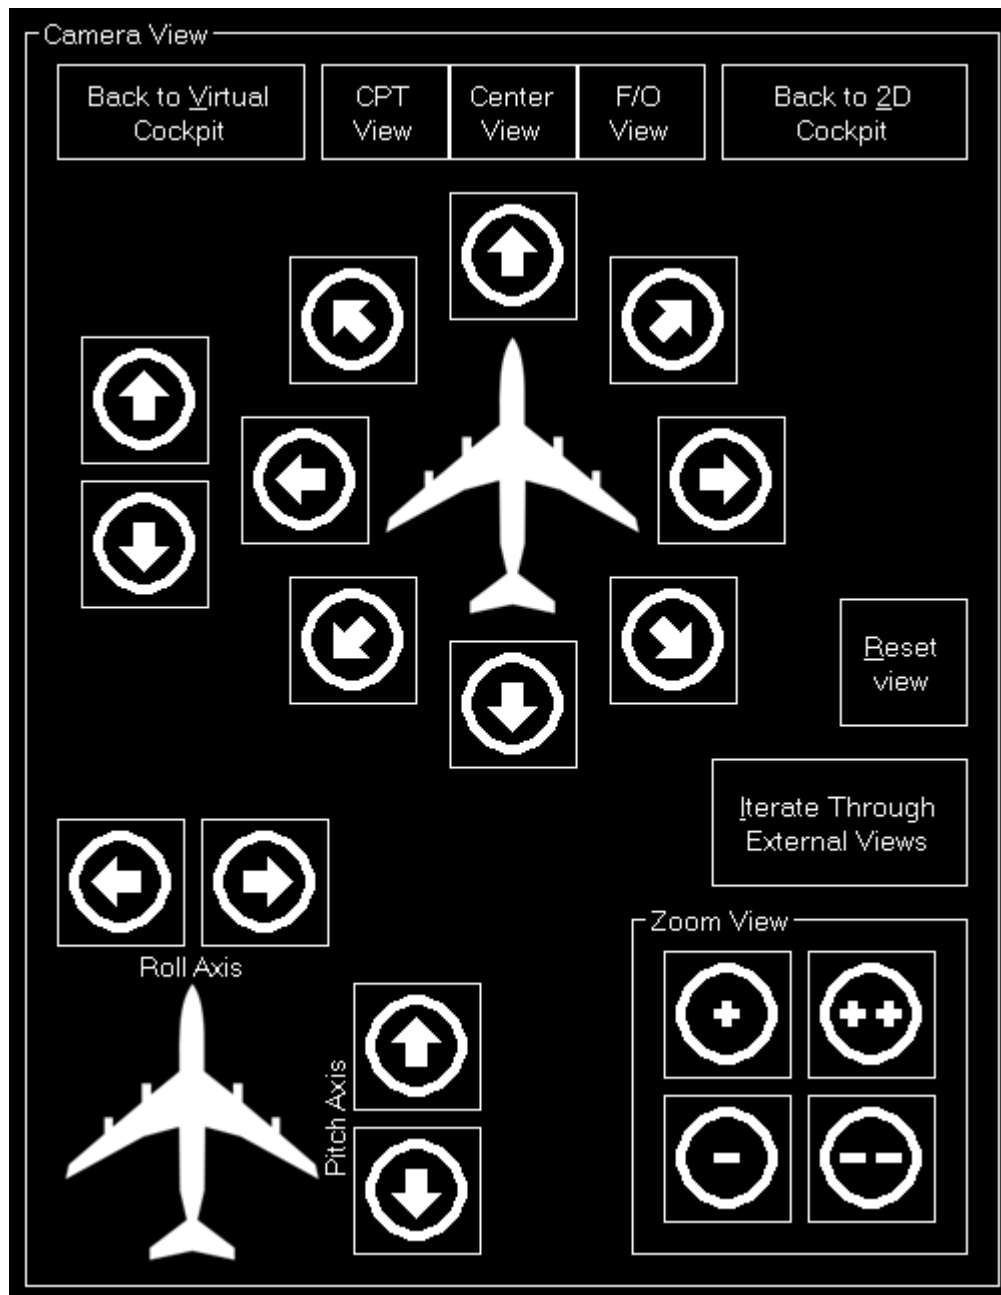 Camera View
Back to Virtual
Cockpit
CPT
View
Center
View
F/O
View
Back to 2D
Cockpit
Reset
view
Iterate Through
External Views
Roll Axis
Pitch Axis
Zoom View
+
++
-
--